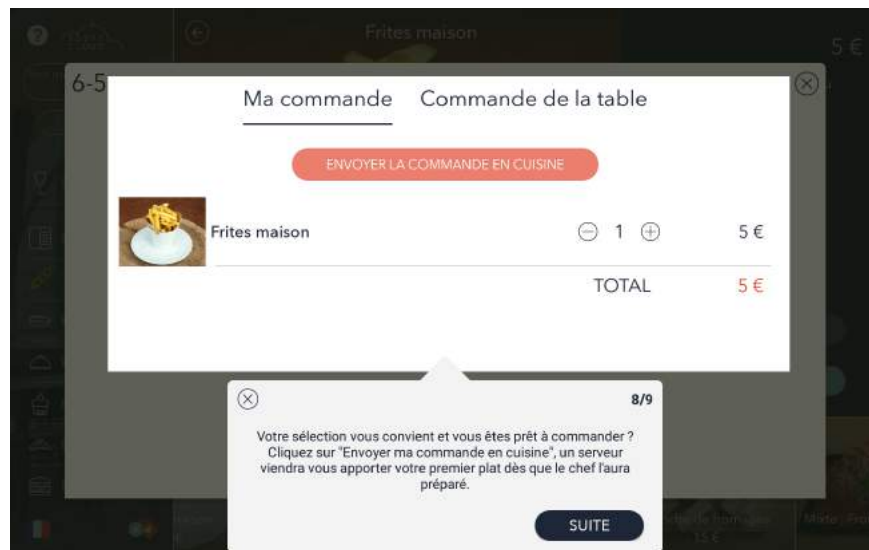 Frites maison
5 €
6-5
Ma commande Commande de la table
ENVOYER LA COMMANDE EN CUISINE
Frites maison 1 5 €
TOTAL 5 €
8/9
Votre sélection vous convient et vous êtes prêt à commander ?
Cliquez sur "Envoyer ma commande en cuisine", un serveur
viendra vous apporter votre premier plat dès que le chef l'aura
préparé.
SUITE
15 €